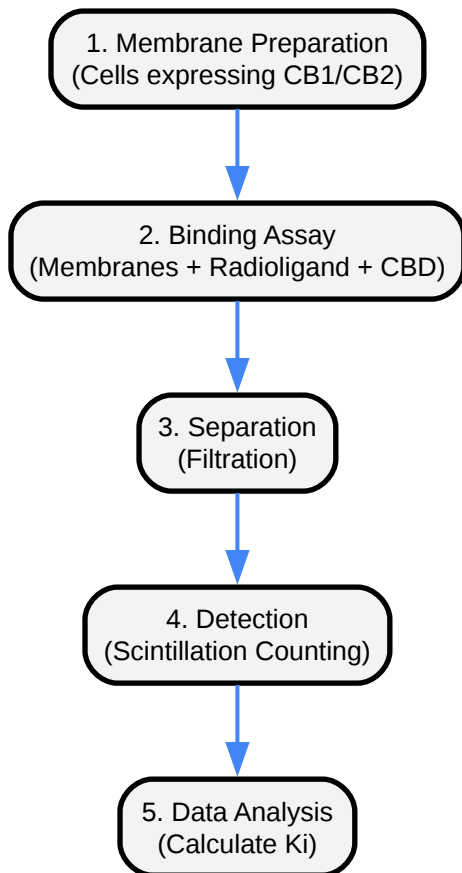 1. Membrane Preparation
(Cells expressing CB1/CB2)
2. Binding Assay
(Membranes + Radioligand + CBD)
3. Separation
(Filtration)
4. Detection
(Scintillation Counting)
5. Data Analysis
(Calculate Ki)